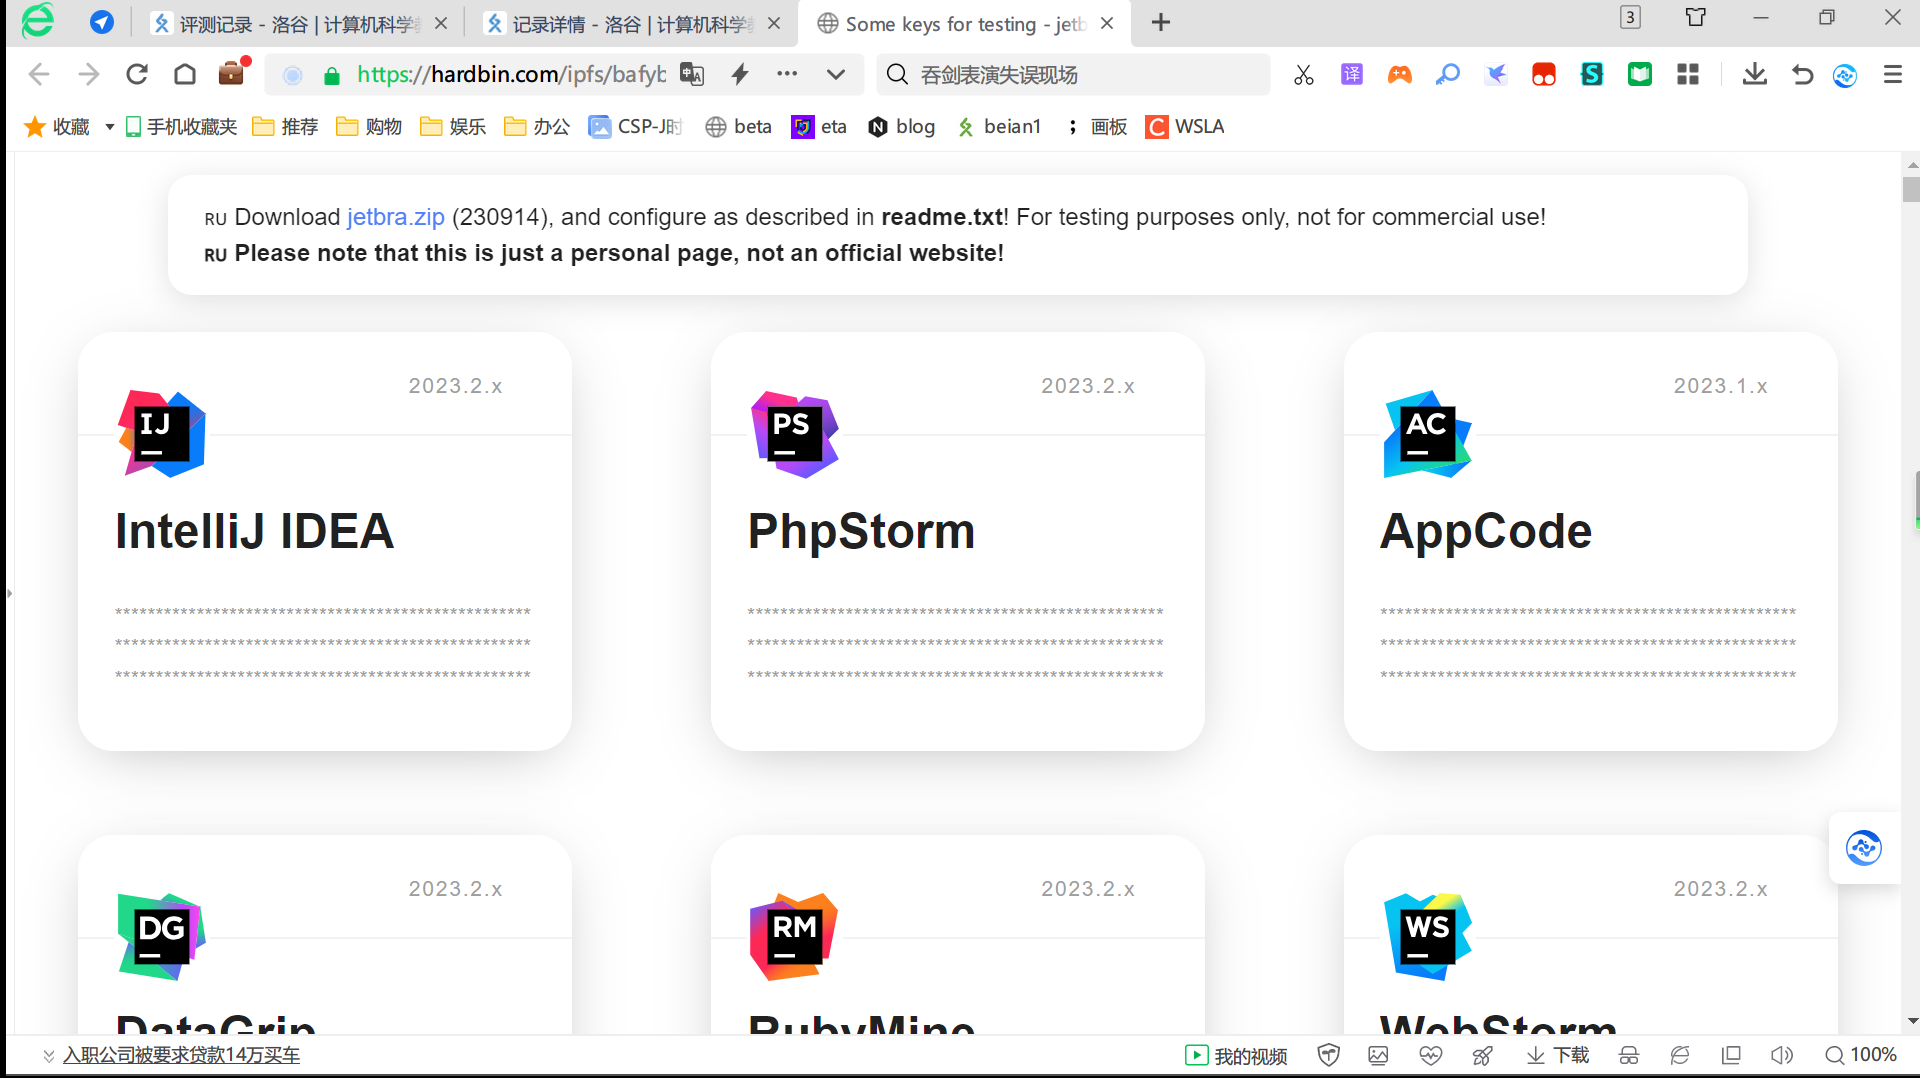 评测记录 - 洛谷 | 计算机科学教
记录详情 - 洛谷 | 计算机科学教
Some keys for testing - jetb
3
https://hardbin.com/ipfs/bafyb
吞剑表演失误现场
译
收藏
手机收藏夹
推荐
购物
娱乐
办公
CSP-J时
beta
eta
blog
beian1
画板
WSLA
RU Download jetbra.zip (230914), and configure as described in readme.txt! For testing purposes only, not for commercial use!
RU Please note that this is just a personal page, not an official website!
2023.2.x
2023.2.x
2023.1.x
IJ
PS
AC
IntelliJ IDEA
PhpStorm
AppCode
***************************************************
***************************************************
***************************************************
***************************************************
***************************************************
***************************************************
***************************************************
***************************************************
***************************************************
2023.2.x
2023.2.x
2023.2.x
DG
RM
WS
DataGrip
RubyMine
WebStorm
入职公司被要求贷款14万买车
我的视频
下载
100%